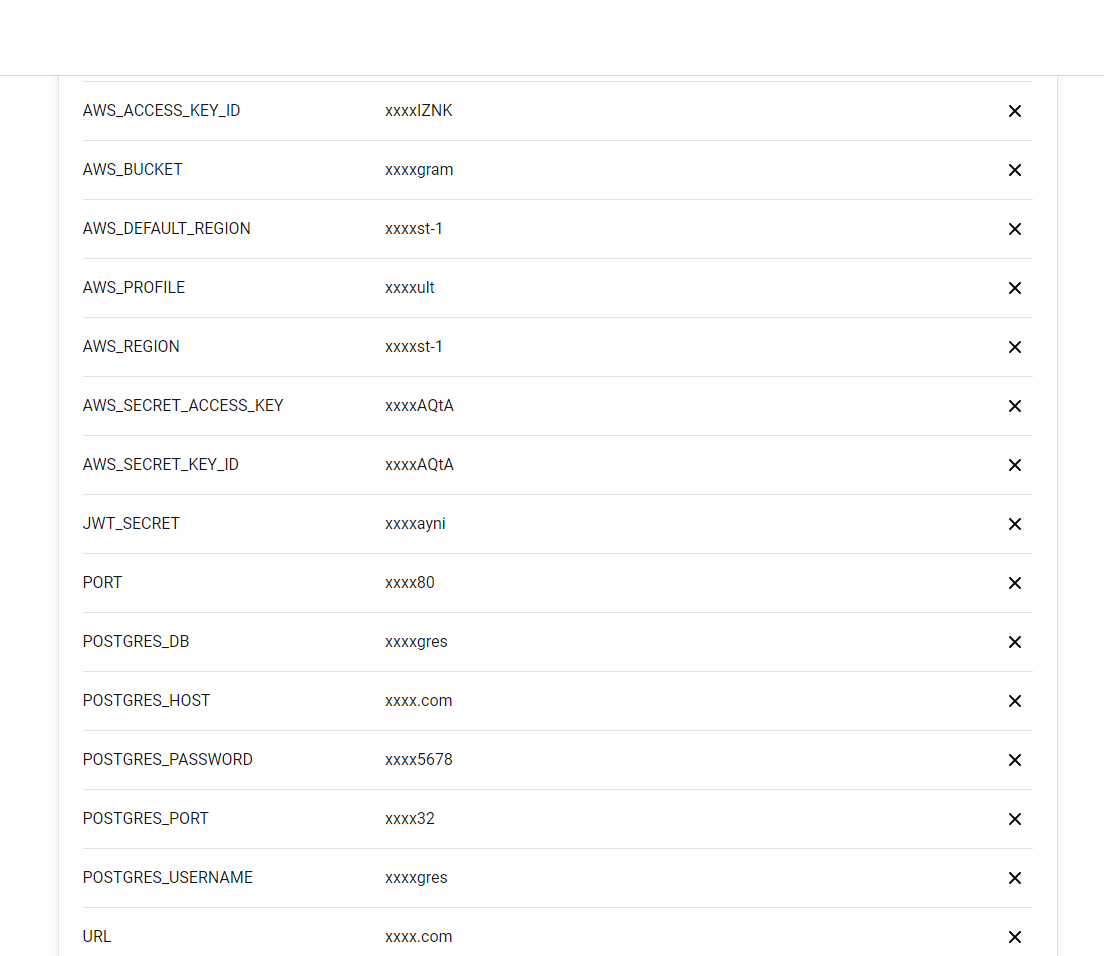 AWS_ACCESS_KEY_ID xxxxIZNK
AWS_BUCKET xxxxgram
AWS_DEFAULT_REGION xxxxst-1
AWS_PROFILE xxxxult
AWS_REGION xxxxst-1
AWS_SECRET_ACCESS_KEY xxxxAQtA
AWS_SECRET_KEY_ID xxxxAQtA
JWT_SECRET xxxxayni
PORT xxxx80
POSTGRES_DB xxxxgres
POSTGRES_HOST xxxx.com
POSTGRES_PASSWORD xxxx5678
POSTGRES_PORT xxxx32
POSTGRES_USERNAME xxxxgres
URL xxxx.com